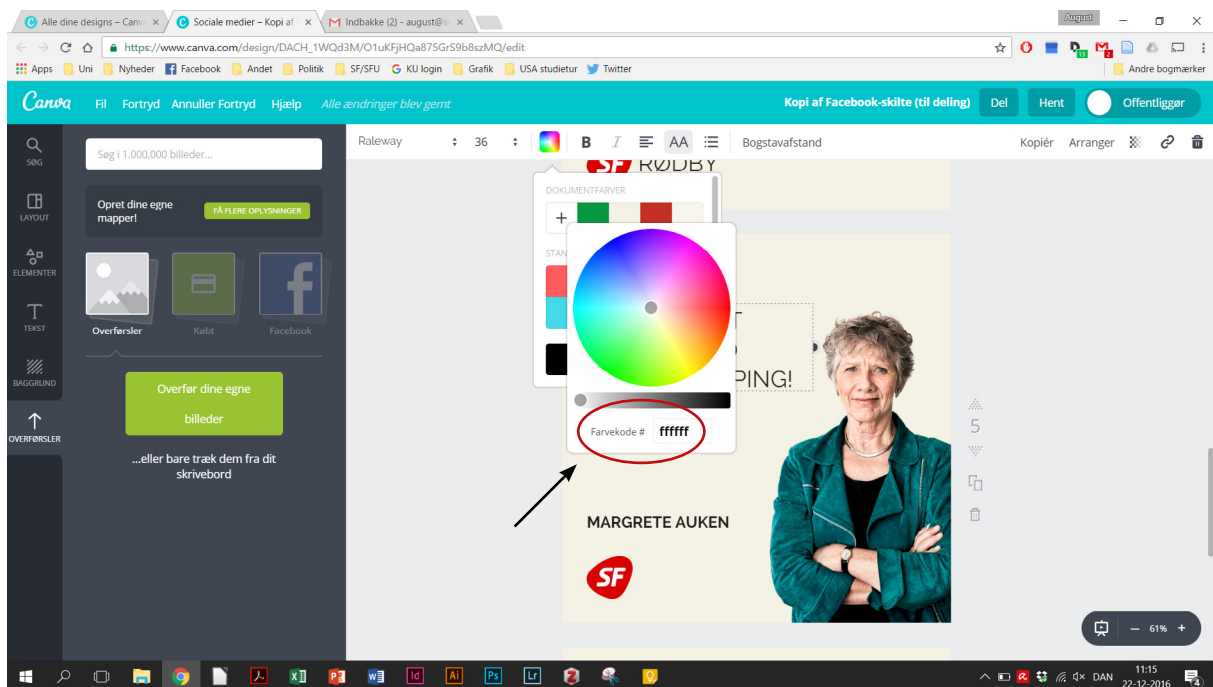 Alle dine designs – Canv
Sociale medier – Kopi af
Indbakke (2) - august@s
August
https://www.canva.com/design/DACH_1WQd3M/O1uKFjHQa875GrS9b8szMQ/edit
13
2
Apps
Uni
Nyheder
Facebook
Andet
Politik
SF/SFU
KU login
Grafik
USA studietur
Twitter
Andre bogmærker
Canva
Fil
Fortryd
Annuller Fortryd
Hjælp
Alle ændringer blev gemt
Kopi af Facebook-skilte (til deling)
Del
Hent
Offentliggør
Raleway
36
B
I
AA
Bogstavafstand
Kopiér
Arranger
SØG
LAYOUT
ELEMENTER
TEKST
BAGGRUND
OVERFØRSLER
Søg i 1.000.000 billeder...
Opret dine egne
mapper!
FÅ FLERE OPLYSNINGER
Overførsler
Købt
Facebook
Overfør dine egne
billeder
...eller bare træk dem fra dit
skrivebord
SF
RØDBY
DOKUMENTFARVER
+
STAN
Farvekode #
ffffff
T
PING!
MARGRETE AUKEN
SF
5
61%
DAN
11:15
22-12-2016
4